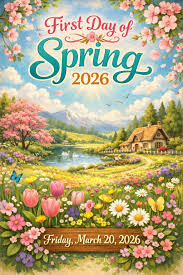 First Day of
Spring
2026
Friday, March 20, 2026